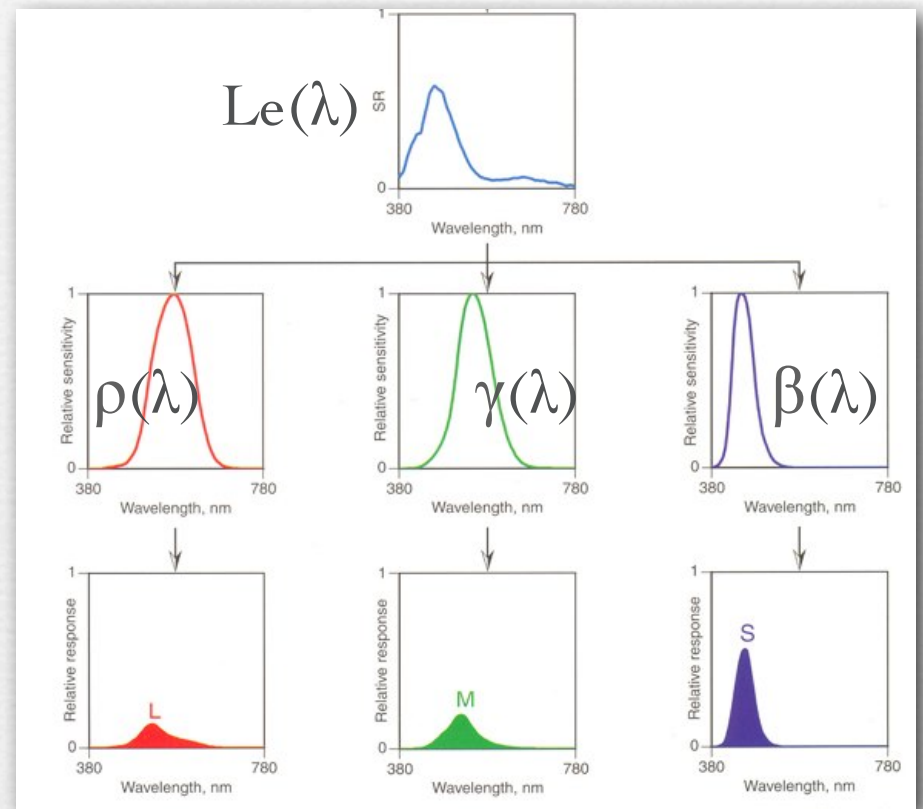 1
Le(λ)
SR
0
380 780
Wavelength, nm
1 1 1
Relative sensitivity Relative sensitivity Relative sensitivity
ρ(λ) γ(λ) β(λ)
0 0 0
380 780 380 780 380 780
Wavelength, nm Wavelength, nm Wavelength, nm
1 1 1
Relative response Relative response Relative response
L M S
0 0 0
380 780 380 780 380 780
Wavelength, nm Wavelength, nm Wavelength, nm